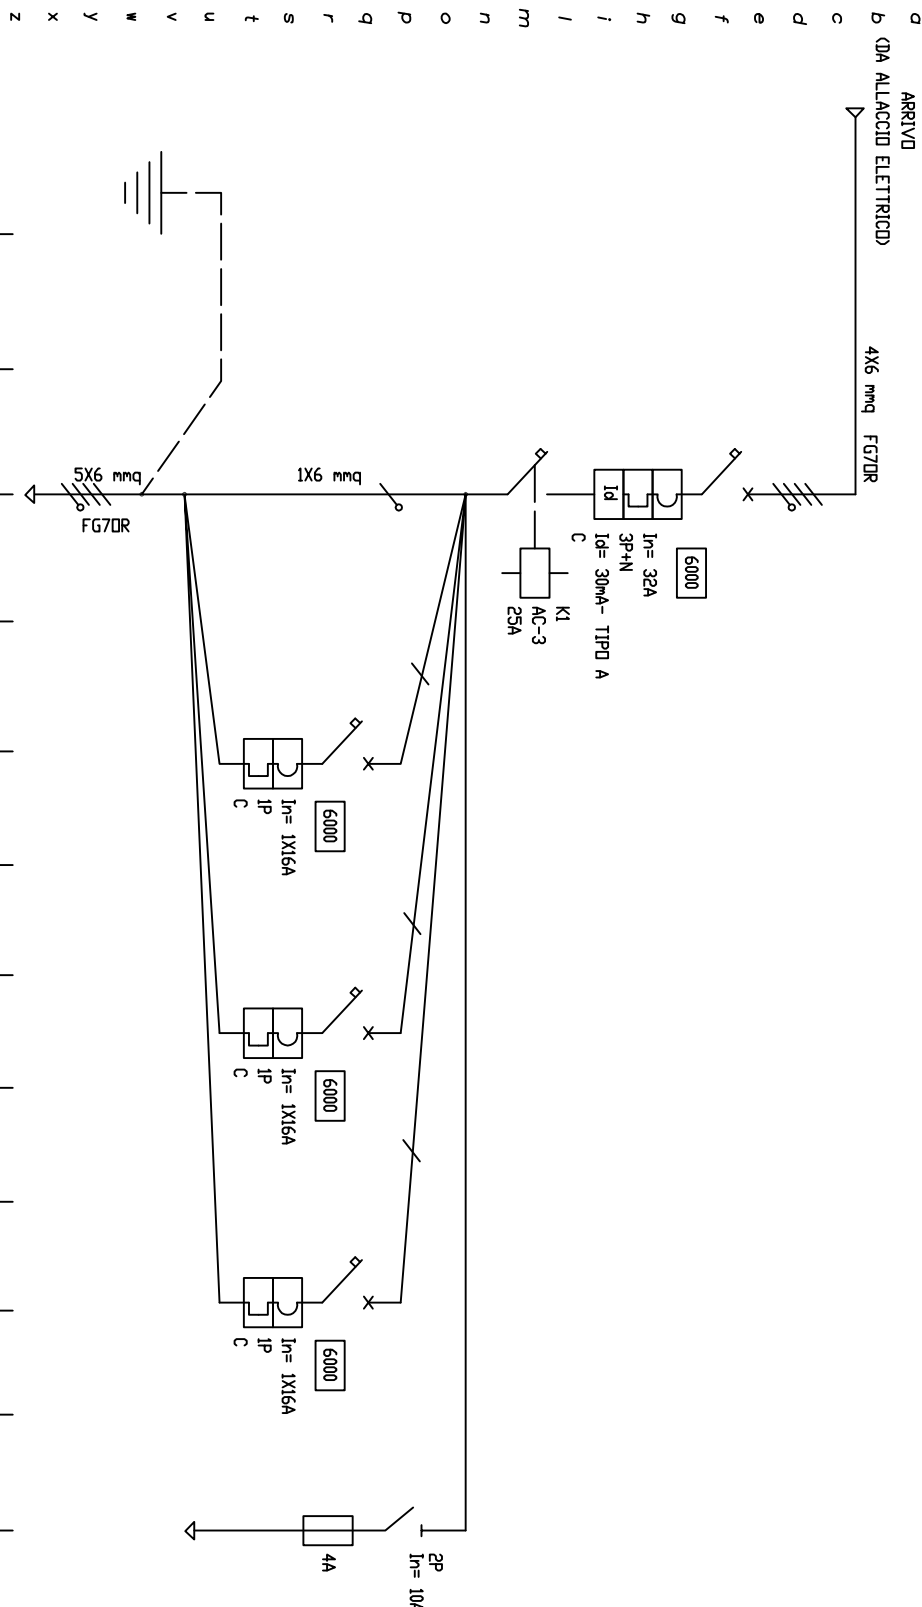 a
b
c
d
e
f
g
h
i
l
m
n
o
p
q
r
s
t
u
v
w
x
y
z
ARRIVO
(DA ALLACCIO ELETTRICO)
4X6 mmq FG7OR
6000
In= 32A
3P+N
Id= 30mA- TIPO A
C
Id
K1
AC-3
25A
1X6 mmq
5X6 mmq
FG7OR
6000
In= 1X16A
1P
C
6000
In= 1X16A
1P
C
6000
In= 1X16A
1P
C
2P
In= 10A
4A